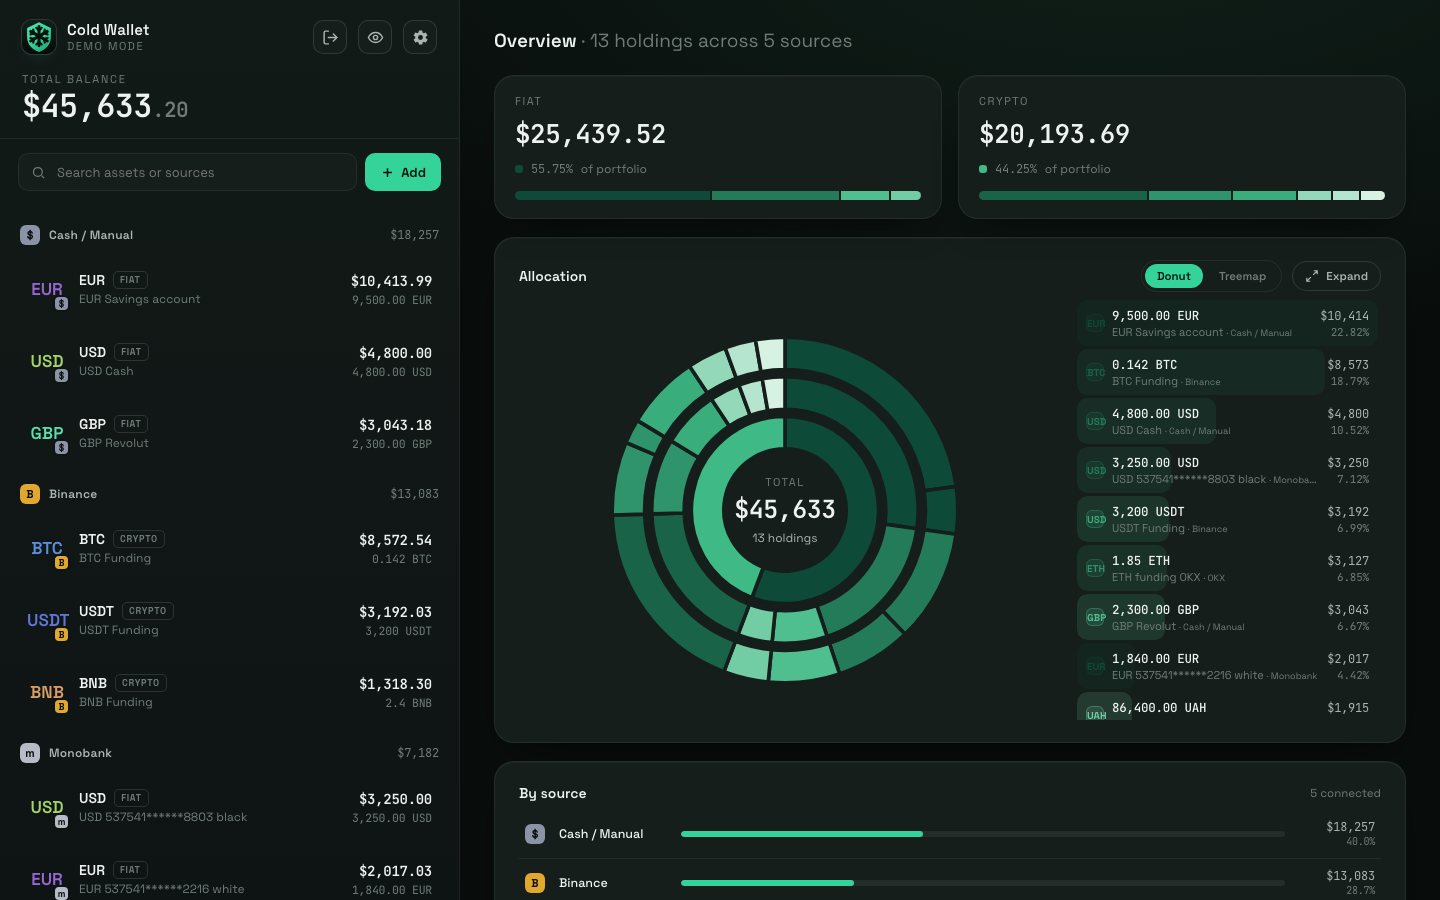 Cold Wallet
DEMO MODE
TOTAL BALANCE
$45,633.20
Search assets or sources
+ Add
$ Cash / Manual $18,257
EUR $ EUR FIAT $10,413.99
EUR Savings account 9,500.00 EUR
USD $ USD FIAT $4,800.00
USD Cash 4,800.00 USD
GBP $ GBP FIAT $3,043.18
GBP Revolut 2,300.00 GBP
B Binance $13,083
BTC B BTC CRYPTO $8,572.54
BTC Funding 0.142 BTC
USDT B USDT CRYPTO $3,192.03
USDT Funding 3,200 USDT
BNB B BNB CRYPTO $1,318.30
BNB Funding 2.4 BNB
m Monobank $7,182
USD m USD FIAT $3,250.00
USD 537541******8803 black 3,250.00 USD
EUR m EUR FIAT $2,017.03
EUR 537541******2216 white 1,840.00 EUR
Overview · 13 holdings across 5 sources
FIAT
$25,439.52
55.75% of portfolio
CRYPTO
$20,193.69
44.25% of portfolio
Allocation
Donut Treemap Expand
TOTAL
$45,633
13 holdings
EUR 9,500.00 EUR $10,414
EUR Savings account · Cash / Manual 22.82%
BTC 0.142 BTC $8,573
BTC Funding · Binance 18.79%
USD 4,800.00 USD $4,800
USD Cash · Cash / Manual 10.52%
USD 3,250.00 USD $3,250
USD 537541******8803 black · Monoba... 7.12%
USD 3,200 USDT $3,192
USDT Funding · Binance 6.99%
ETH 1.85 ETH $3,127
ETH funding OKX · OKX 6.85%
GBP 2,300.00 GBP $3,043
GBP Revolut · Cash / Manual 6.67%
EUR 1,840.00 EUR $2,017
EUR 537541******2216 white · Monobank 4.42%
UAH 86,400.00 UAH $1,915
By source 5 connected
$ Cash / Manual $18,257
40.0%
B Binance $13,083
28.7%